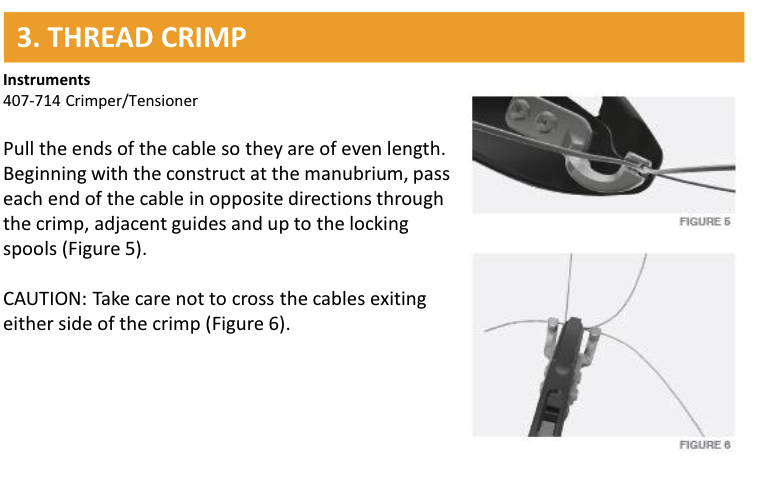 3. THREAD CRIMP
Instruments
407-714 Crimper/Tensioner
Pull the ends of the cable so they are of even length.
Beginning with the construct at the manubrium, pass
each end of the cable in opposite directions through
the crimp, adjacent guides and up to the locking
spools (Figure 5).
CAUTION: Take care not to cross the cables exiting
either side of the crimp (Figure 6).
FIGURE 5
FIGURE 6